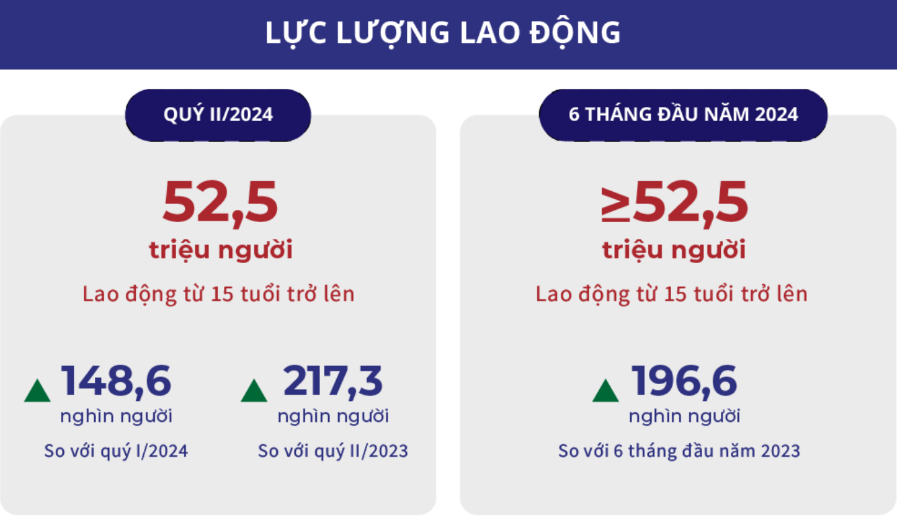 LỰC LƯỢNG LAO ĐỘNG
QUÝ II/2024
52,5
triệu người
Lao động từ 15 tuổi trở lên
148,6
nghìn người
So với quý I/2024
217,3
nghìn người
So với quý II/2023
6 THÁNG ĐẦU NĂM 2024
≥52,5
triệu người
Lao động từ 15 tuổi trở lên
196,6
nghìn người
So với 6 tháng đầu năm 2023